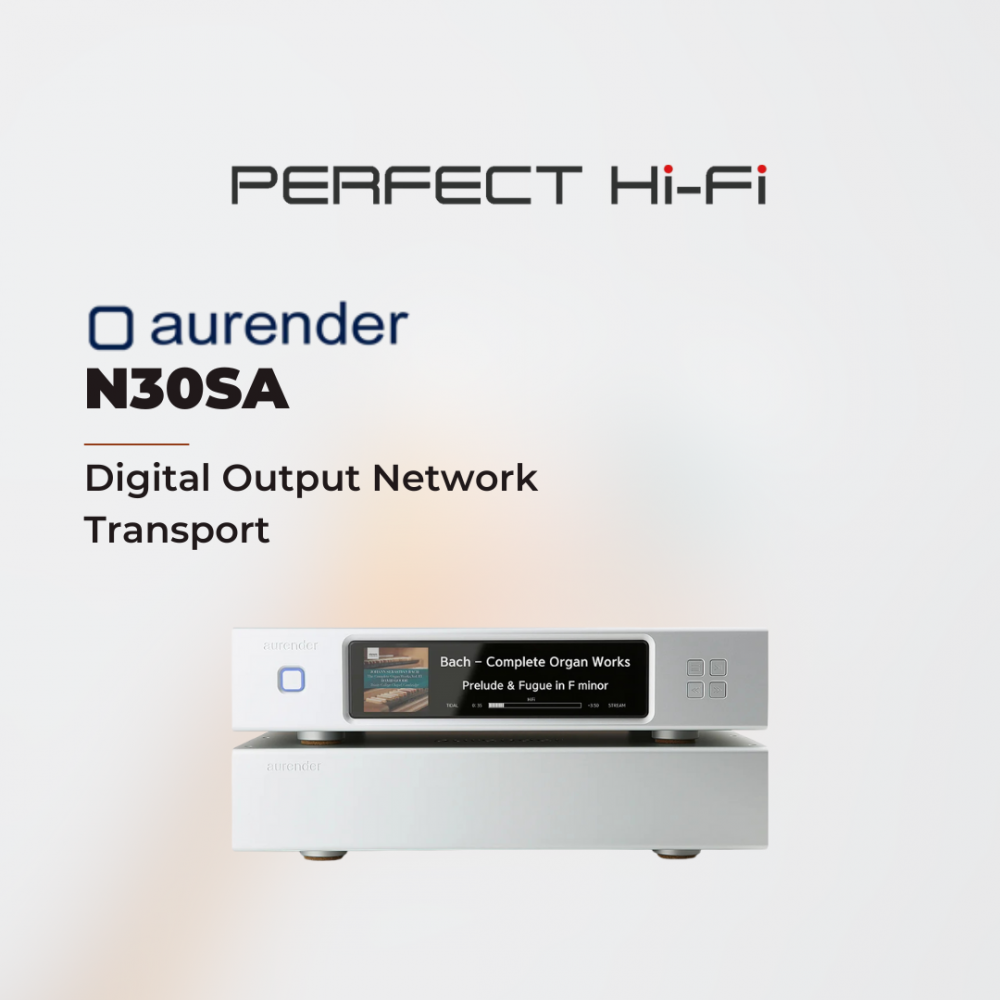 PERFECT Hi-Fi
aurender
N30SA
Digital Output Network
Transport
aurender
Bach – Complete Organ Works
Prelude & Fugue in F minor
STREAM
aurender